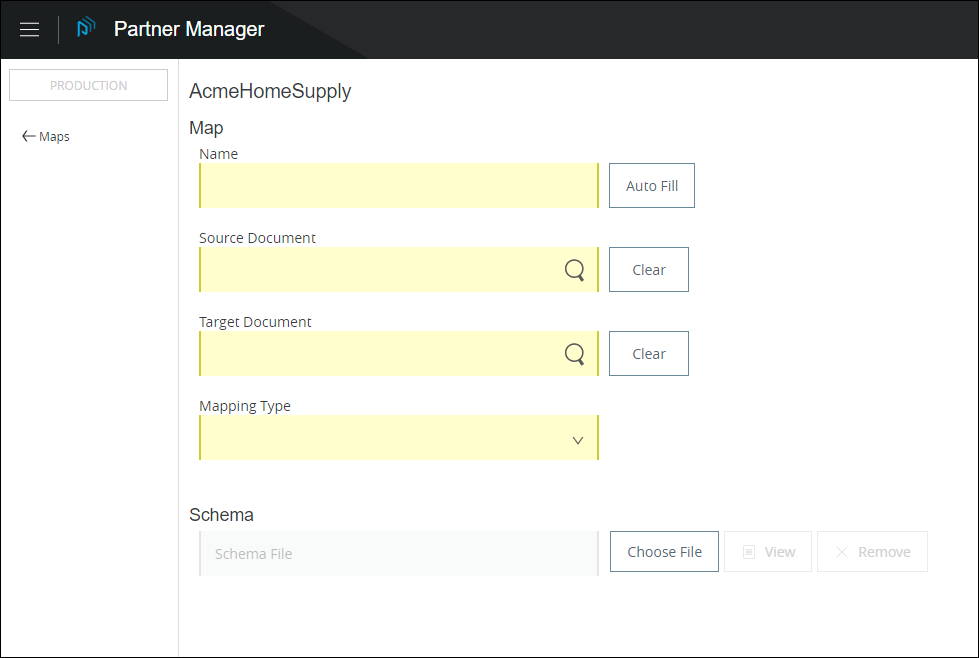 Partner Manager
PRODUCTION
Maps
AcmeHomeSupply
Map
Name
Auto Fill
Source Document
Clear
Target Document
Clear
Mapping Type
Schema
Schema File
Choose File
View
Remove